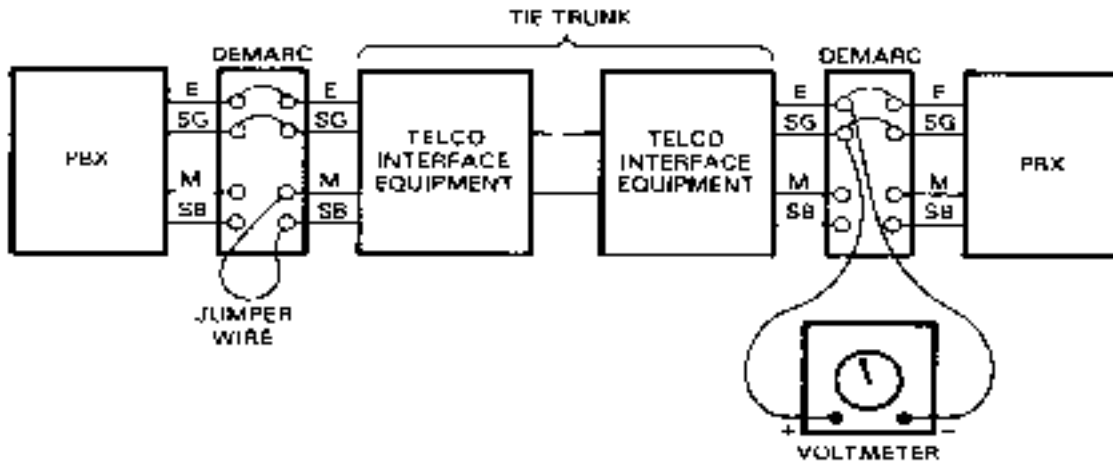 TIE TRUNK
DEMARC
DEMARC
PBX
E
SG
M
SB
E
SG
M
SB
TELCO
INTERFACE
EQUIPMENT
TELCO
INTERFACE
EQUIPMENT
E
SG
M
SB
E
SG
M
SB
PBX
JUMPER
WIRE
+
-
VOLTMETER